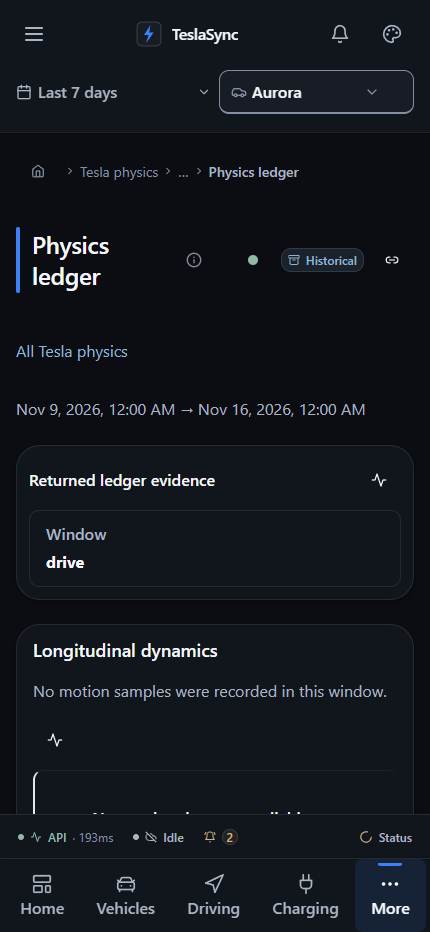 TeslaSync
Last 7 days
Aurora
Tesla physics
...
Physics ledger
Physics
ledger
Historical
All Tesla physics
Nov 9, 2026, 12:00 AM → Nov 16, 2026, 12:00 AM
Returned ledger evidence
Window
drive
Longitudinal dynamics
No motion samples were recorded in this window.
API · 193ms
Idle
2
Status
Home
Vehicles
Driving
Charging
More